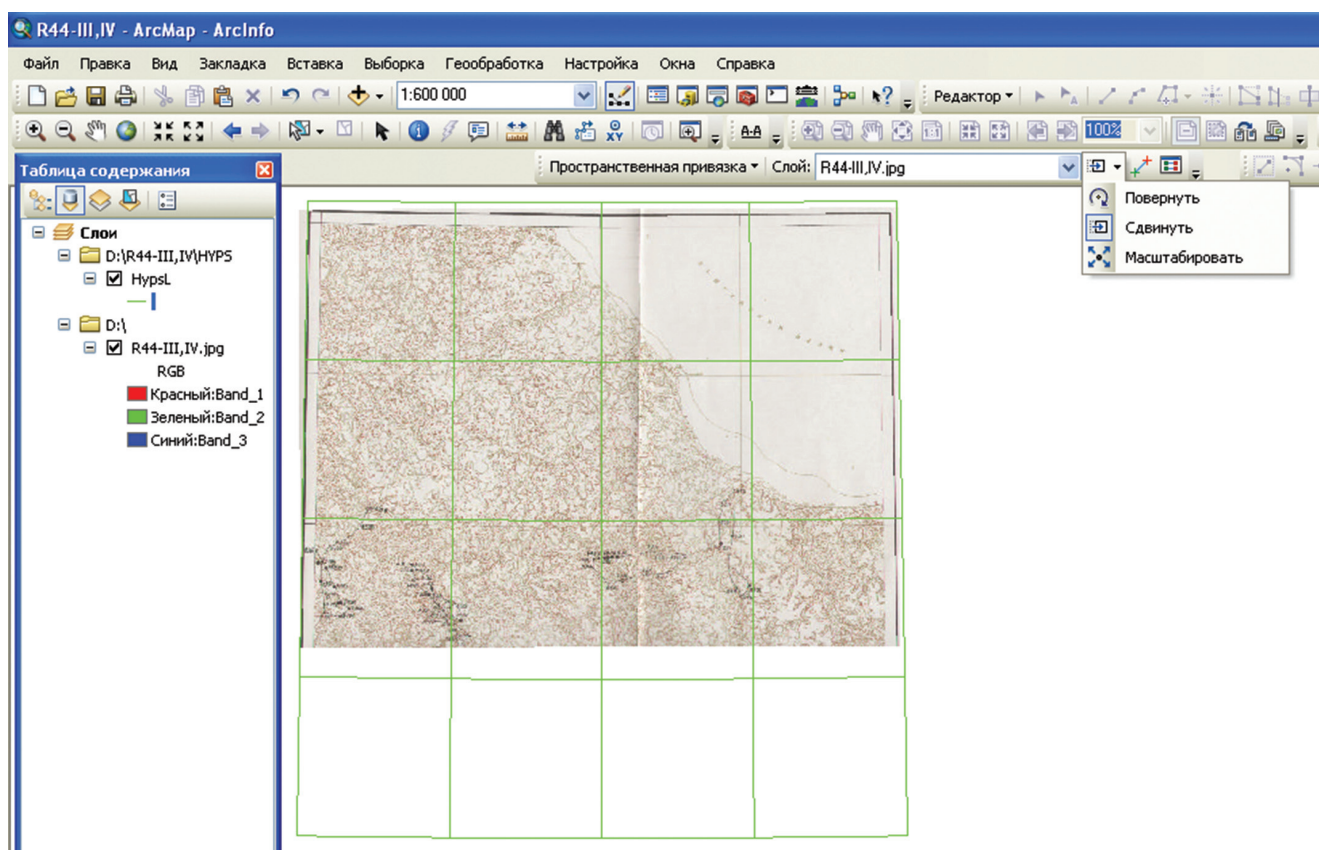 R44-III,IV - ArcMap - ArcInfo
Файл Правка Вид Закладка Вставка Выборка Геообработка Настройка Окна Справка
1:600 000
Редактор
100%
Таблица содержания
Пространственная привязка Слой: R44-III,IV.jpg
Повернуть
Сдвинуть
Масштабировать
Слои
D:\R44-III,IV\HYPS
HypsL
D:\
R44-III,IV.jpg
RGB
Красный:Band_1
Зеленый:Band_2
Синий:Band_3